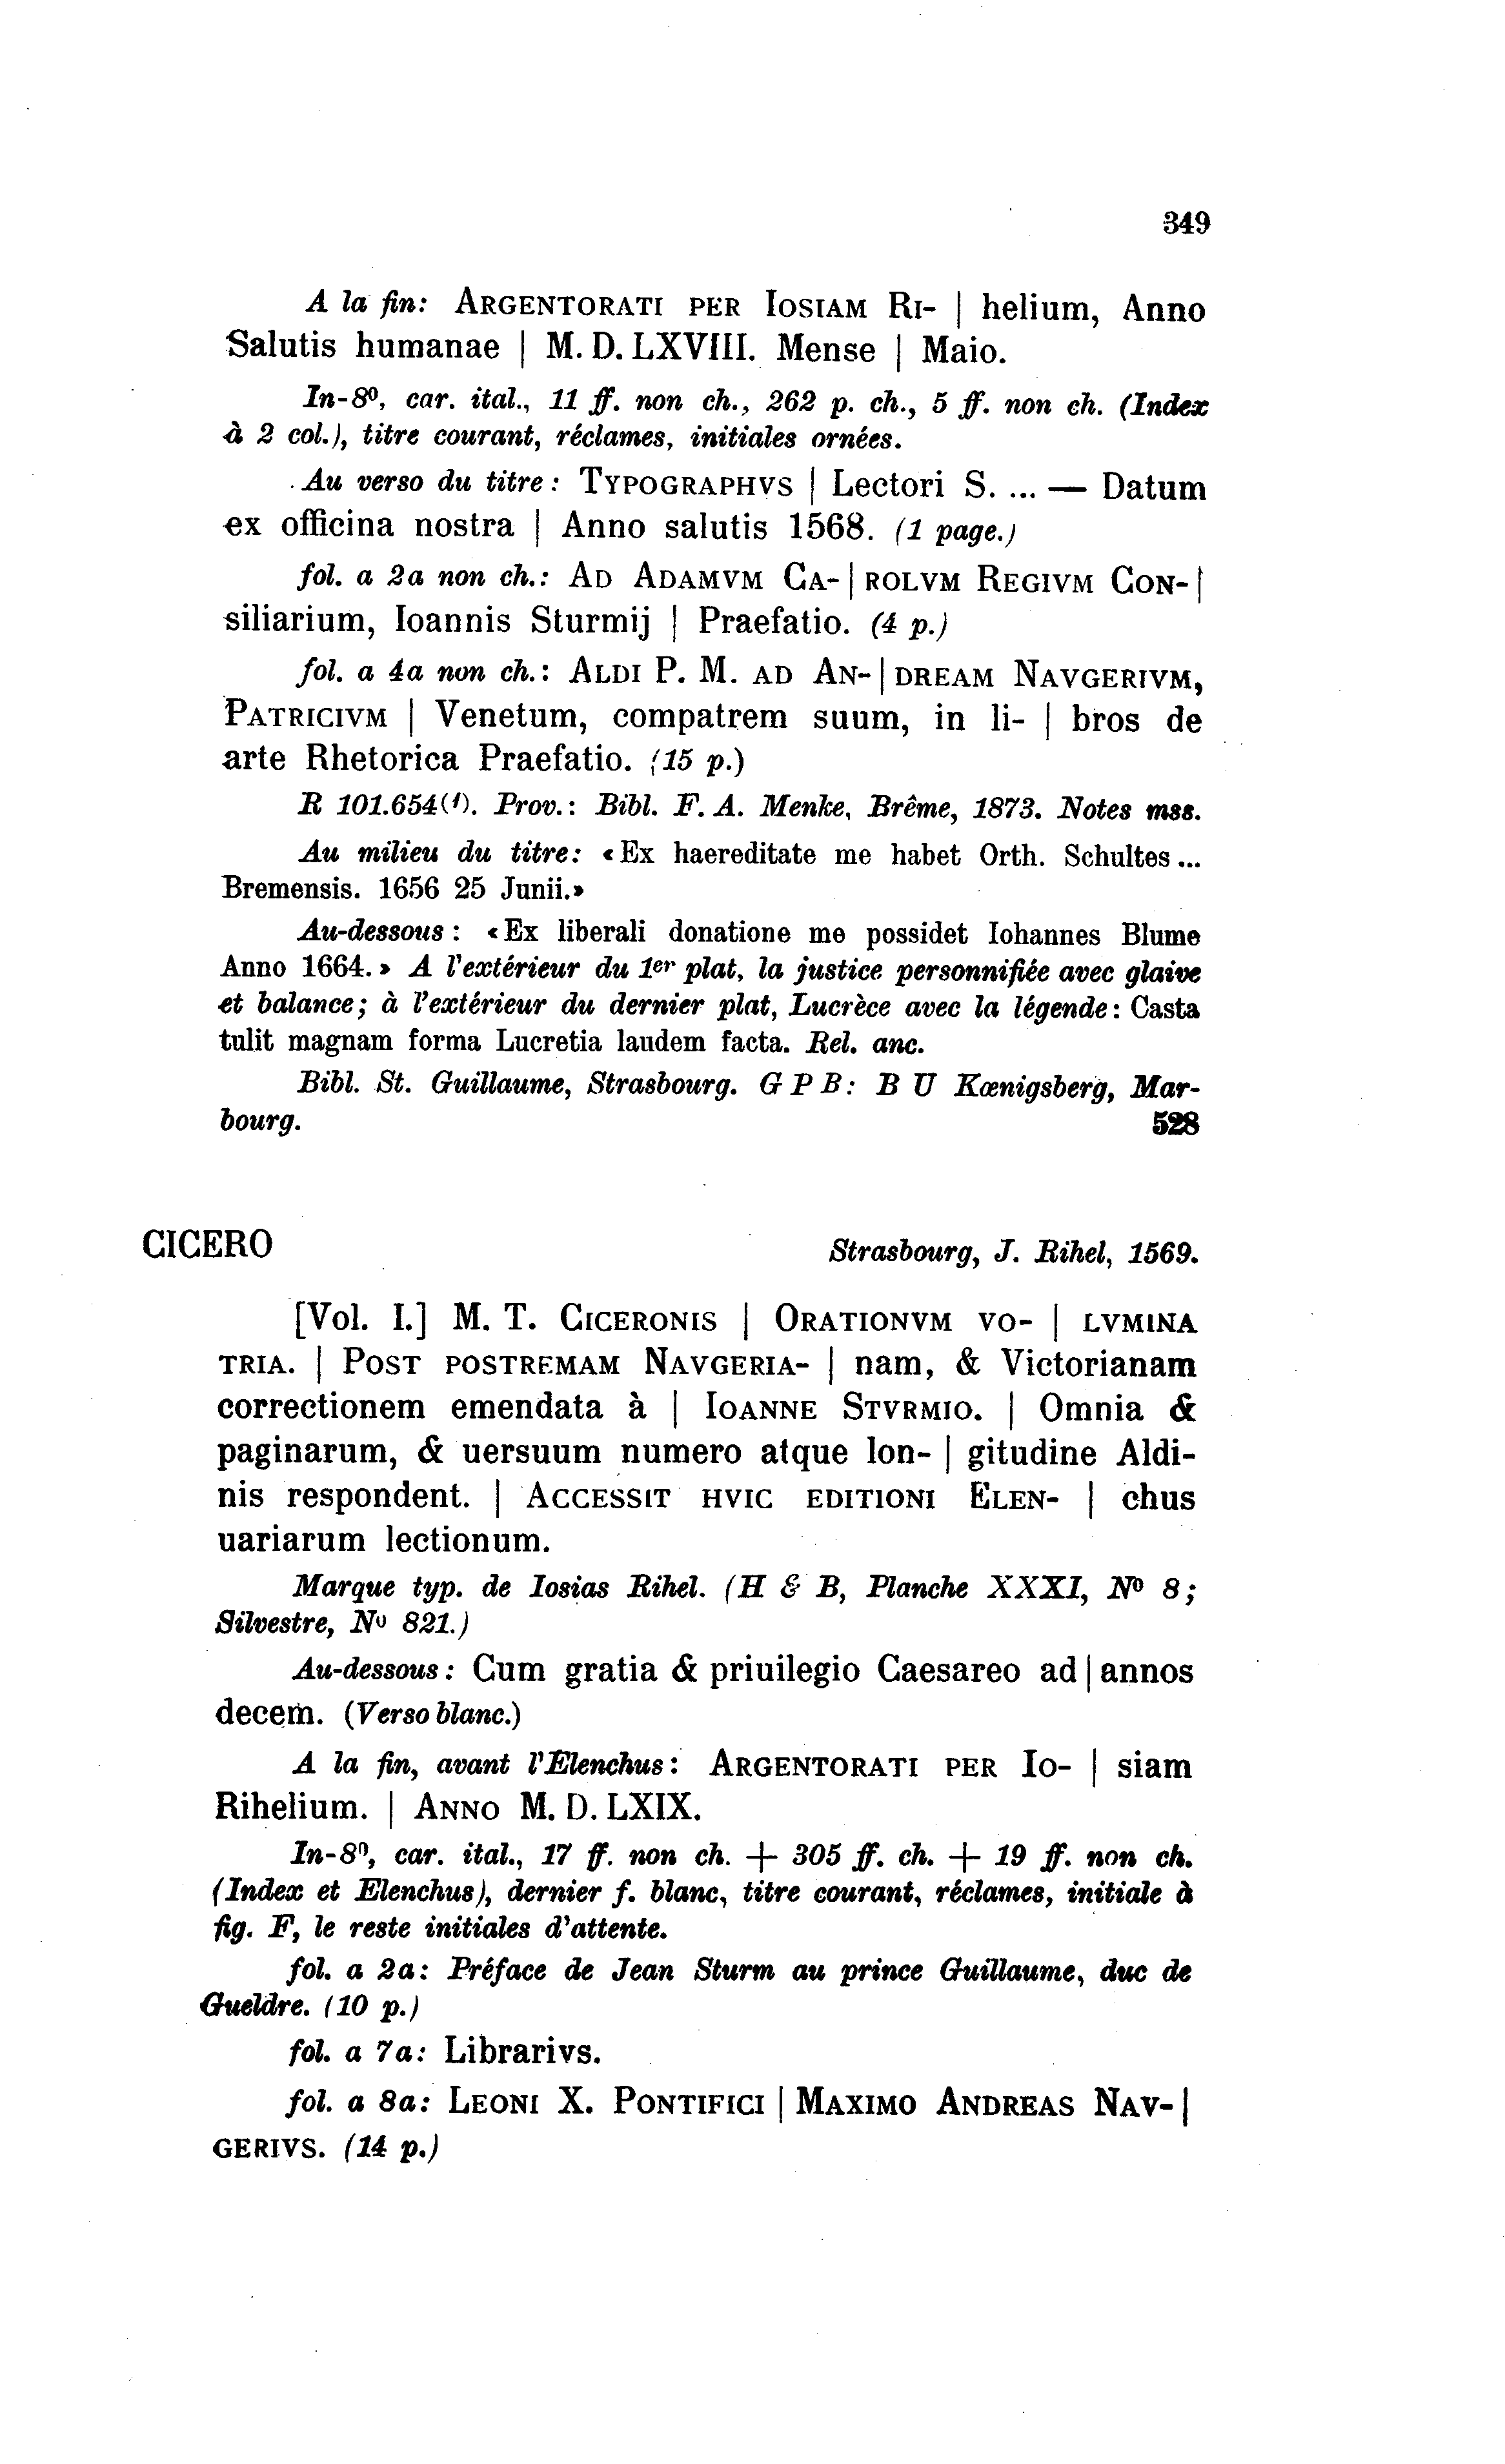 349
A la fin: ARGENTORATI PER IOSIAM RI- | helium, Anno
Salutis humanae | M. D. LXVIII. Mense | Maio.
In-8⁰, car. ital., 11 ff. non ch., 262 p. ch., 5 ff. non ch. (Index
à 2 col.), titre courant, réclames, initiales ornées.
Au verso du titre: TYPOGRAPHVS | Lectori S. ... — Datum
ex officina nostra | Anno salutis 1568. (1 page.)
fol. a 2a non ch.: AD ADAMVM CA- | ROLVM REGIVM CON- |
siliarium, Ioannis Sturmij | Praefatio. (4 p.)
fol. a 4a non ch.: ALDI P. M. AD AN- | DREAM NAVGERIVM,
PATRICIVM | Venetum, compatrem suum, in li- | bros de
arte Rhetorica Praefatio. (15 p.)
R 101.654(¹). Prov.: Bibl. F. A. Menke, Brême, 1873. Notes mss.
Au milieu du titre: «Ex haereditate me habet Orth. Schultes ...
Bremensis. 1656 25 Junii.»
Au-dessous: «Ex liberali donatione me possidet Iohannes Blume
Anno 1664.» A l'extérieur du 1er plat, la justice personnifiée avec glaive
et balance; à l'extérieur du dernier plat, Lucrèce avec la légende: Casta
tulit magnam forma Lucretia laudem facta. Rel. anc.
Bibl. St. Guillaume, Strasbourg. G P B: B U Kœnigsberg, Mar-
bourg. 528
CICERO Strasbourg, J. Rihel, 1569.
[Vol. I.] M. T. CICERONIS | ORATIONVM VO- | LVMINA
TRIA. | POST POSTREMAM NAVGERIA- | nam, & Victorianam
correctionem emendata à | IOANNE STVRMIO. | Omnia &
paginarum, & uersuum numero atque lon- | gitudine Aldi-
nis respondent. | ACCESSIT HVIC EDITIONI ELEN- | chus
uariarum lectionum.
Marque typ. de Iosias Rihel. (H & B, Planche XXXI, N⁰ 8;
Silvestre, N⁰ 821.)
Au-dessous: Cum gratia & priuilegio Caesareo ad | annos
decem. (Verso blanc.)
A la fin, avant l'Elenchus: ARGENTORATI PER IO- | siam
Rihelium. | ANNO M. D. LXIX.
In-8⁰, car. ital., 17 ff. non ch. + 305 ff. ch. + 19 ff. non ch.
(Index et Elenchus), dernier f. blanc, titre courant, réclames, initiale à
fig. F, le reste initiales d'attente.
fol. a 2a: Préface de Jean Sturm au prince Guillaume, duc de
Gueldre. (10 p.)
fol. a 7a: Librarivs.
fol. a 8a: LEONI X. PONTIFICI | MAXIMO ANDREAS NAV- |
GERIVS. (14 p.)